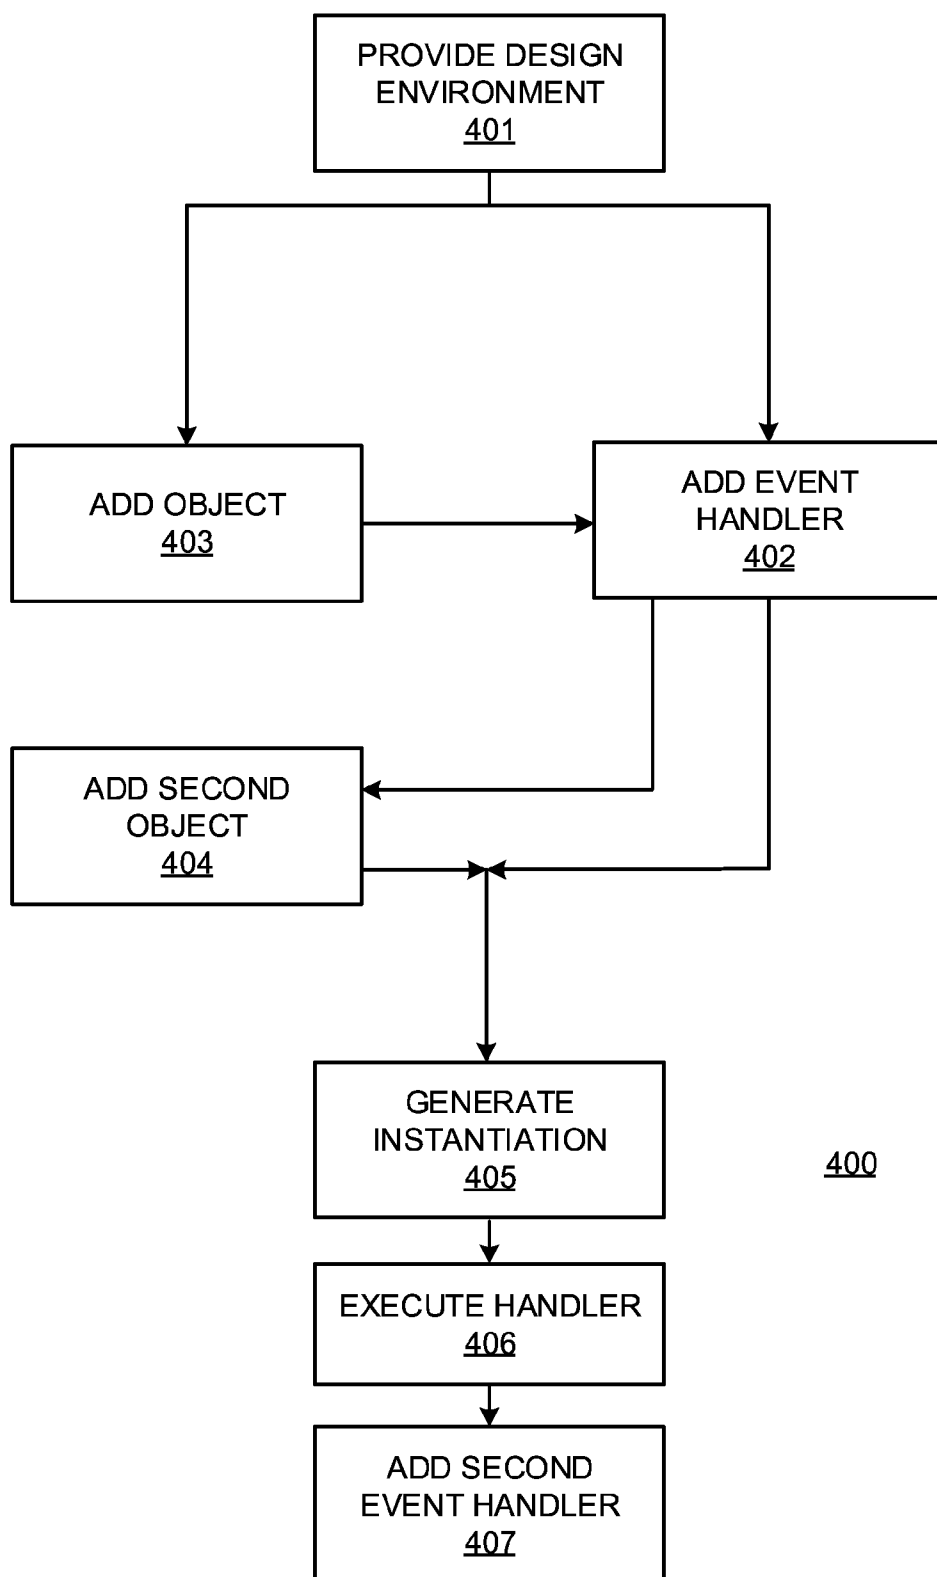 PROVIDE DESIGN
ENVIRONMENT
401
ADD OBJECT
403
ADD EVENT
HANDLER
402
ADD SECOND
OBJECT
404
GENERATE
INSTANTIATION
405
400
EXECUTE HANDLER
406
ADD SECOND
EVENT HANDLER
407